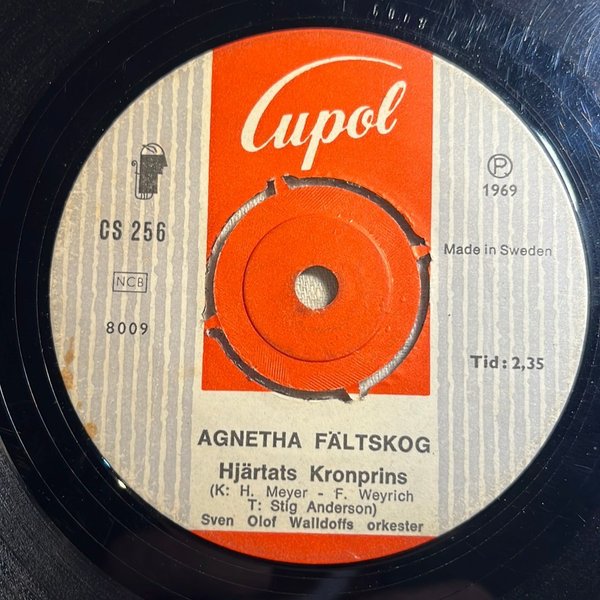 Cupol
CS 256
NCB
8009
Ⓟ
1969
Made in Sweden
Tid: 2,35
AGNETHA FÄLTSKOG
Hjärtats Kronprins
(K: H. Meyer - F. Weyrich
T: Stig Anderson)
Sven Olof Walldoffs orkester